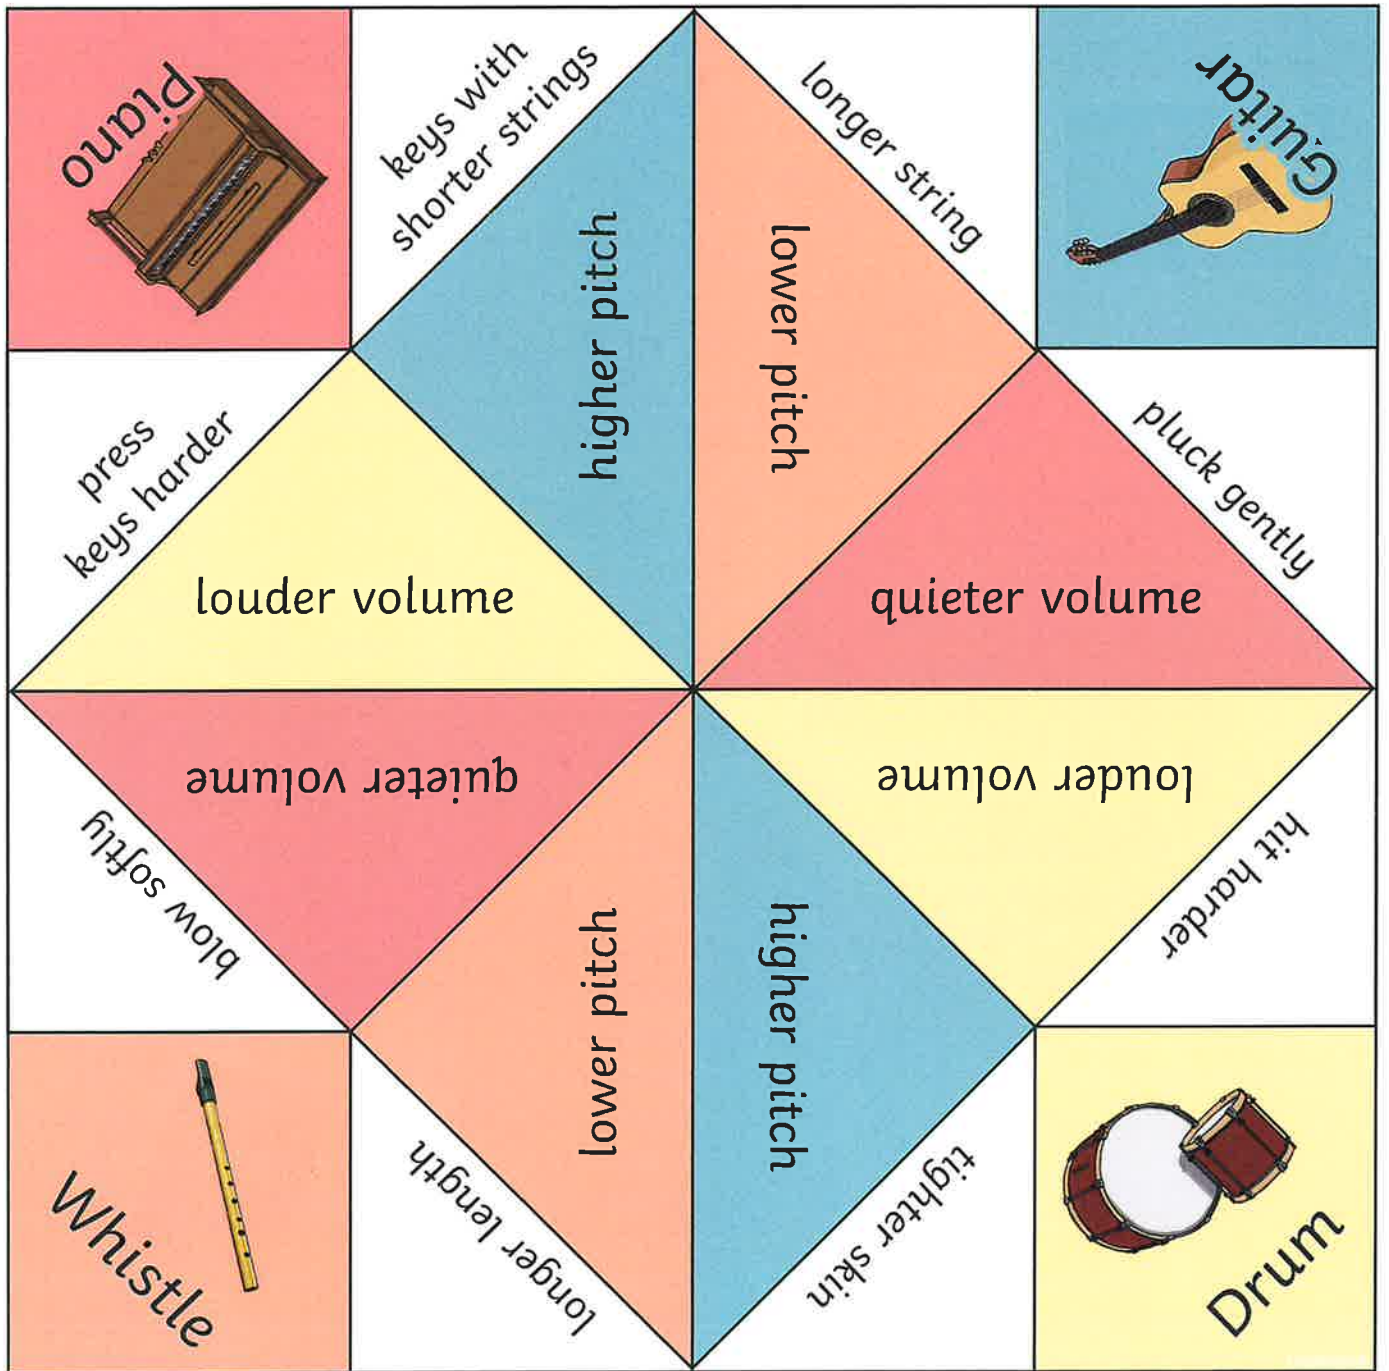 Piano
keys with
shorter strings
longer string
Guitar
higher pitch
lower pitch
press
keys harder
pluck gently
louder volume
quieter volume
quieter volume
louder volume
blow softly
hit harder
lower pitch
higher pitch
Whistle
longer length
tighter skin
Drum